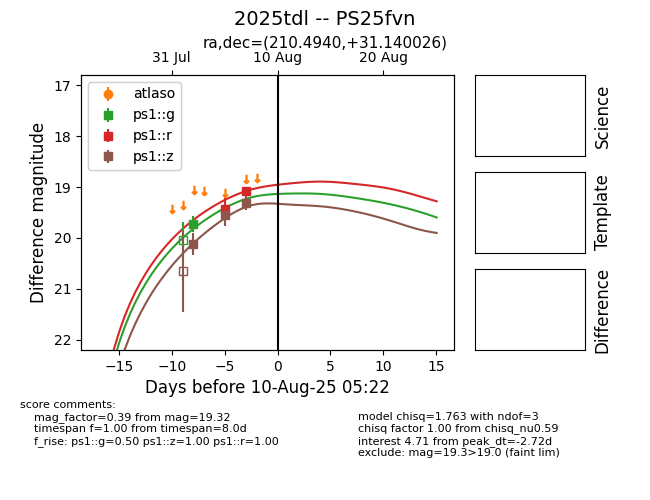 2025tdl -- PS25fvn
ra,dec=(210.4940,+31.140026)
31 Jul 10 Aug 20 Aug
atlaso
ps1::g
ps1::r
ps1::z
17
18
19
20
21
22
Difference magnitude
−15 −10 −5 0 5 10 15
Days before 10-Aug-25 05:22
Science
Template
Difference
score comments:
mag_factor=0.39 from mag=19.32
timespan f=1.00 from timespan=8.0d
f_rise: ps1::g=0.50 ps1::z=1.00 ps1::r=1.00
model chisq=1.763 with ndof=3
chisq factor 1.00 from chisq_nu0.59
interest 4.71 from peak_dt=-2.72d
exclude: mag=19.3>19.0 (faint lim)